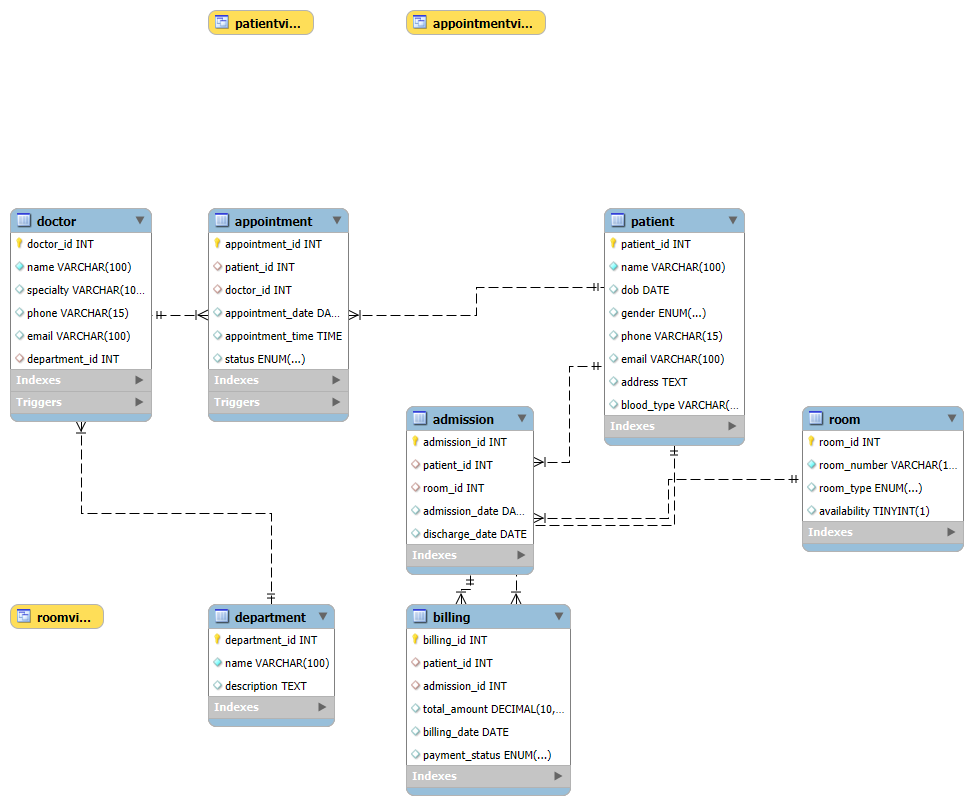 patientvi...
appointmentvi...
doctor
doctor_id INT
name VARCHAR(100)
specialty VARCHAR(10...
phone VARCHAR(15)
email VARCHAR(100)
department_id INT
Indexes
Triggers
appointment
appointment_id INT
patient_id INT
doctor_id INT
appointment_date DA...
appointment_time TIME
status ENUM(...)
Indexes
Triggers
patient
patient_id INT
name VARCHAR(100)
dob DATE
gender ENUM(...)
phone VARCHAR(15)
email VARCHAR(100)
address TEXT
blood_type VARCHAR(...
Indexes
admission
admission_id INT
patient_id INT
room_id INT
admission_date DA...
discharge_date DATE
Indexes
room
room_id INT
room_number VARCHAR(1...
room_type ENUM(...)
availability TINYINT(1)
Indexes
roomvi...
department
department_id INT
name VARCHAR(100)
description TEXT
Indexes
billing
billing_id INT
patient_id INT
admission_id INT
total_amount DECIMAL(10,...
billing_date DATE
payment_status ENUM(...)
Indexes